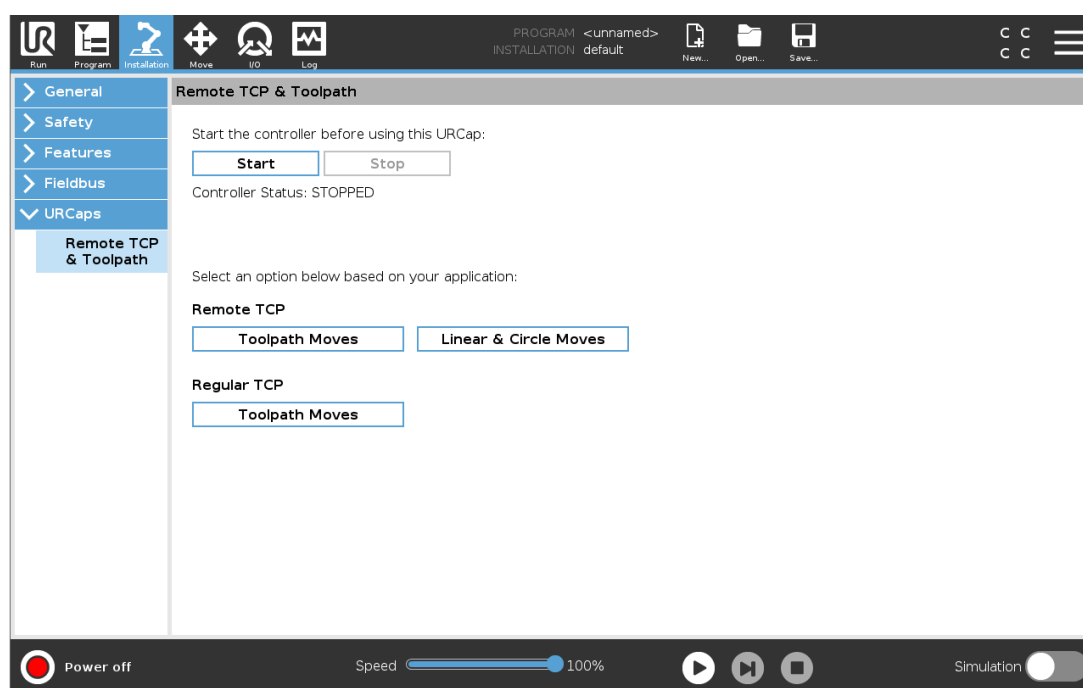 PROGRAM <unnamed>
INSTALLATION default
C C
C C
UR
Run Program Installation Move I/O Log New... Open... Save...
General
Safety
Features
Fieldbus
URCaps
Remote TCP
& Toolpath
Remote TCP & Toolpath
Start the controller before using this URCap:
Start Stop
Controller Status: STOPPED
Select an option below based on your application:
Remote TCP
Toolpath Moves Linear & Circle Moves
Regular TCP
Toolpath Moves
Power off Speed 100% Simulation